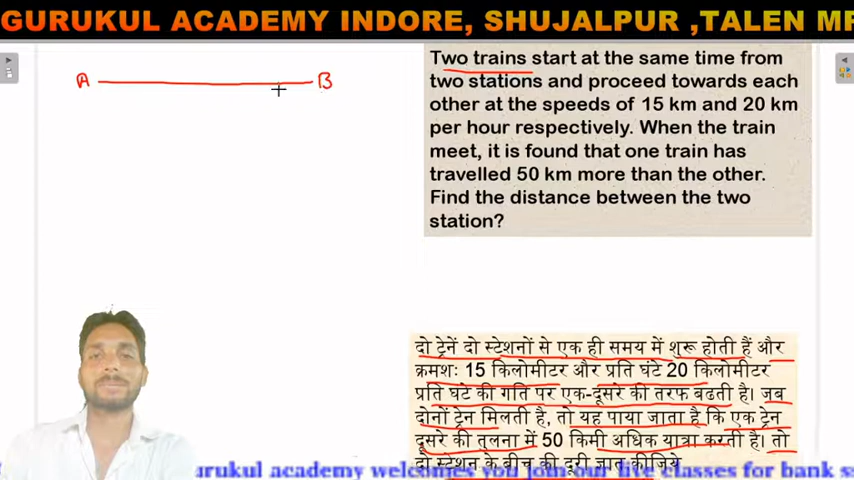 GURUKUL ACADEMY INDORE, SHUJALPUR ,TALEN MP
A B
Two trains start at the same time from
two stations and proceed towards each
other at the speeds of 15 km and 20 km
per hour respectively. When the train
meet, it is found that one train has
travelled 50 km more than the other.
Find the distance between the two
station?
दो ट्रेनें दो स्टेशनों से एक ही समय में शुरू होती हैं और
क्रमशः 15 किलोमीटर और प्रति घंटे 20 किलोमीटर
प्रति घंटे की गति पर एक-दूसरे की तरफ बढती है। जब
दोनों ट्रेन मिलती है, तो यह पाया जाता है कि एक ट्रेन
दूसरे की तुलना में 50 किमी अधिक यात्रा करती है। तो
दो स्टेशन के बीच की दूरी ज्ञात कीजिये
urukul academy welcomes you join our live classes for bank ss